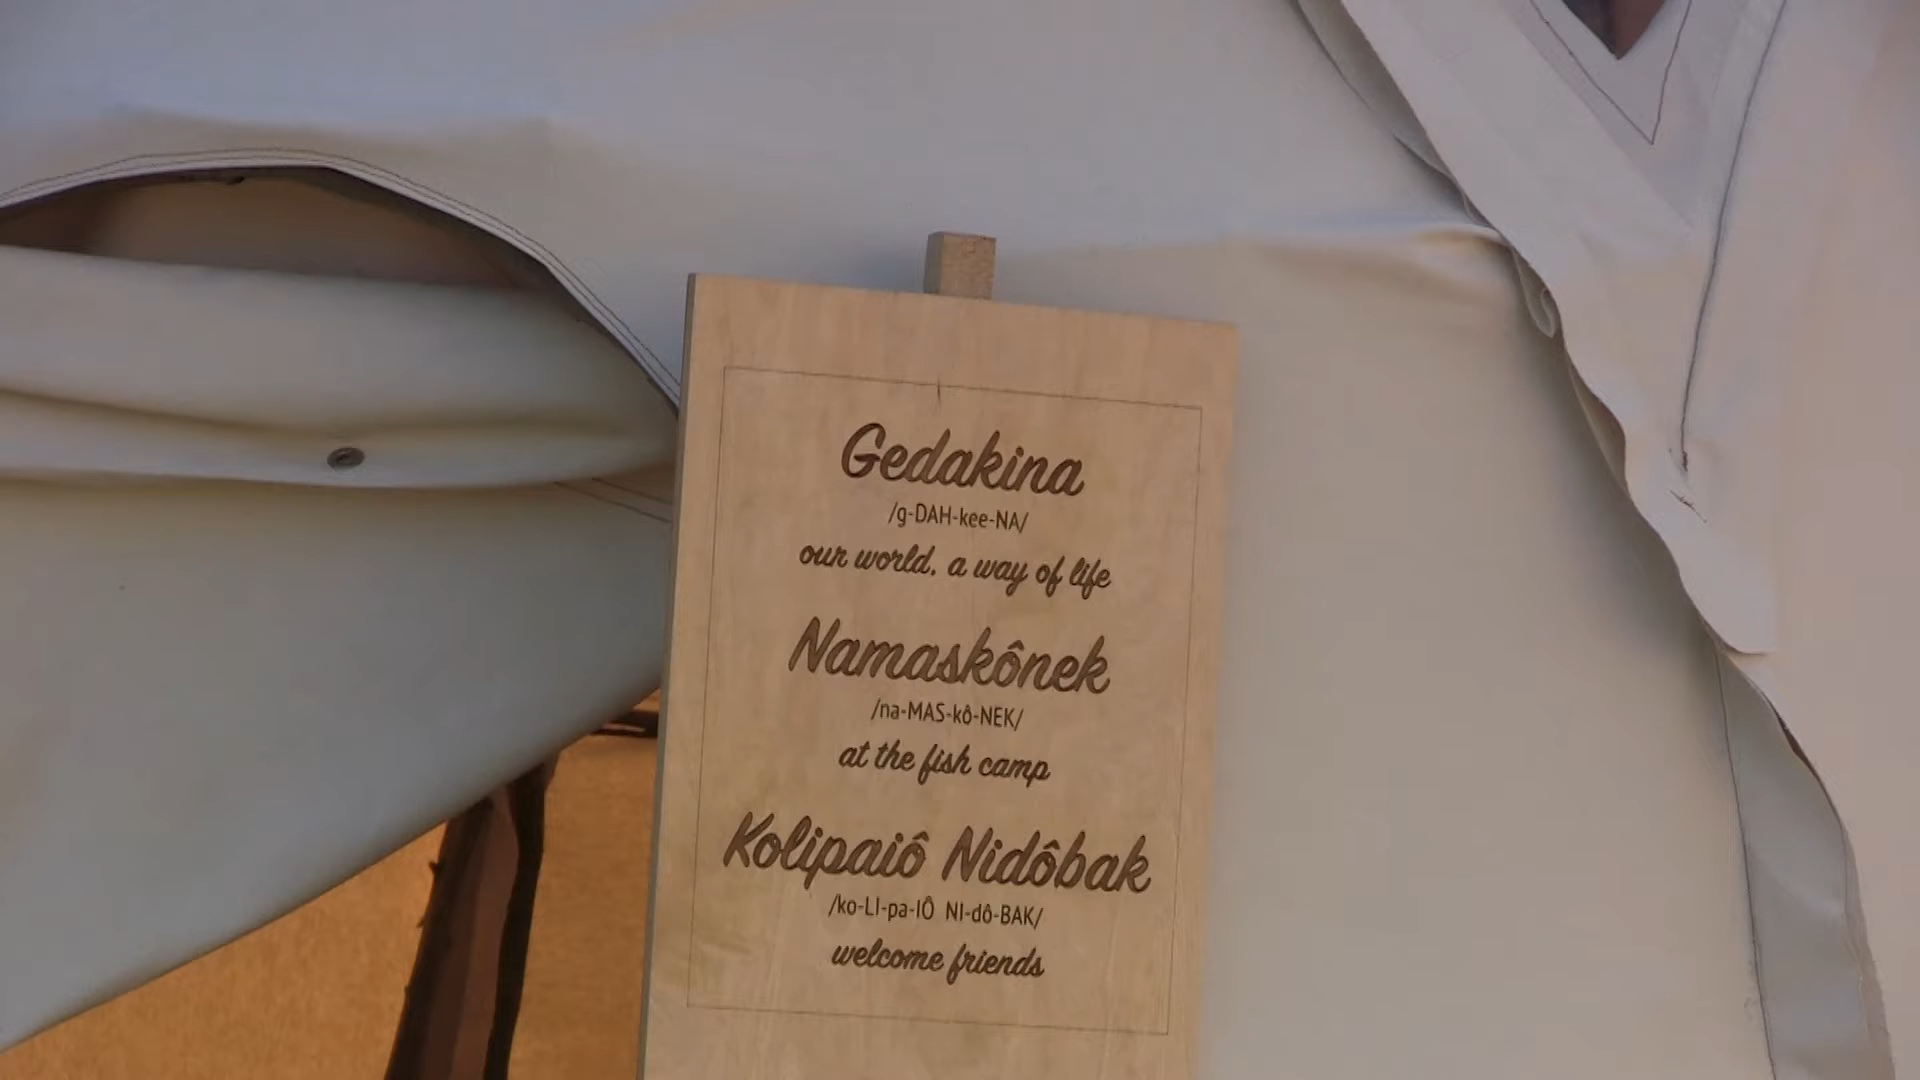 Gedakina
/g-DAH-kee-NA/
our world, a way of life
Namaskônek
/na-MAS-kô-NEK/
at the fish camp
Kolipaiô Nidôbak
/ko-LI-pa-IÔ NI-dô-BAK/
welcome friends